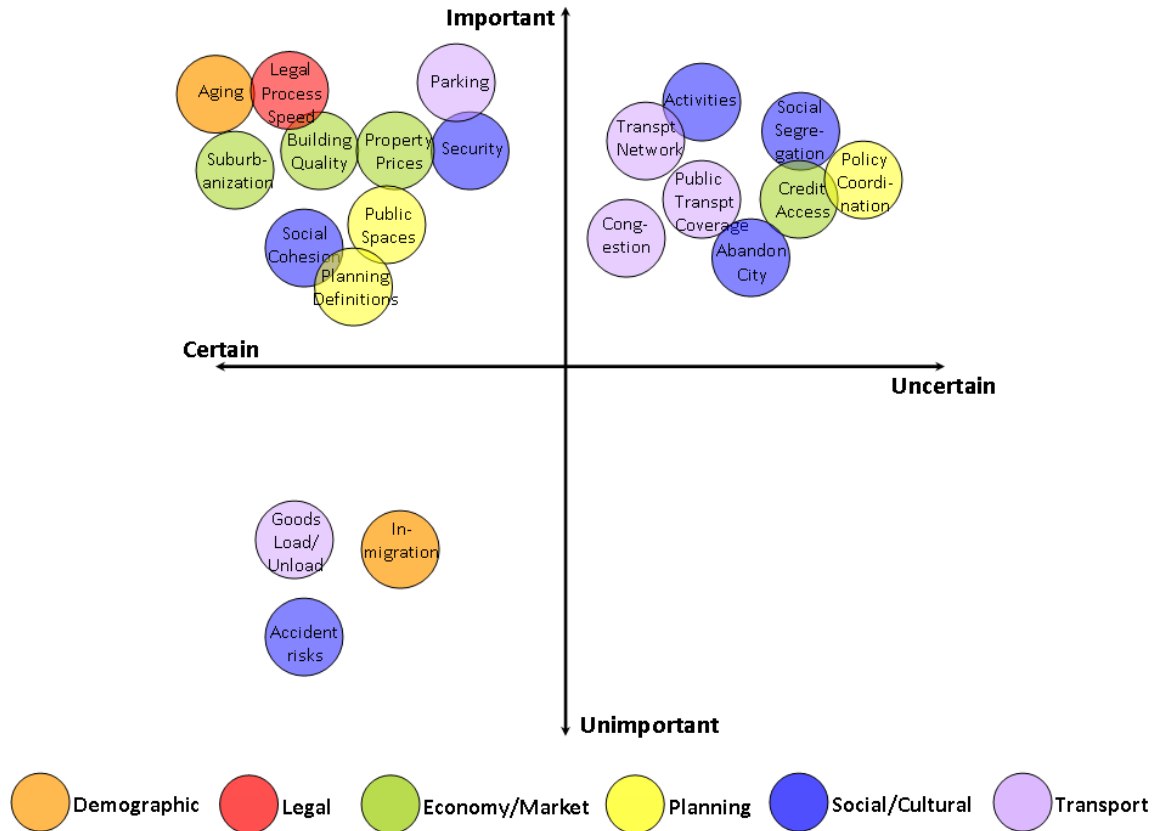 Important
Aging
Legal
Process
Speed
Parking
Building
Quality
Property
Prices
Security
Suburb-
anization
Public
Spaces
Social
Cohesion
Planning
Definitions
Activities
Transpt
Network
Social
Segre-
gation
Policy
Coordi-
nation
Public
Transpt
Coverage
Credit
Access
Cong-
estion
Abandon
City
Certain
Uncertain
Goods
Load/
Unload
In-
migration
Accident
risks
Unimportant
Demographic
Legal
Economy/Market
Planning
Social/Cultural
Transport